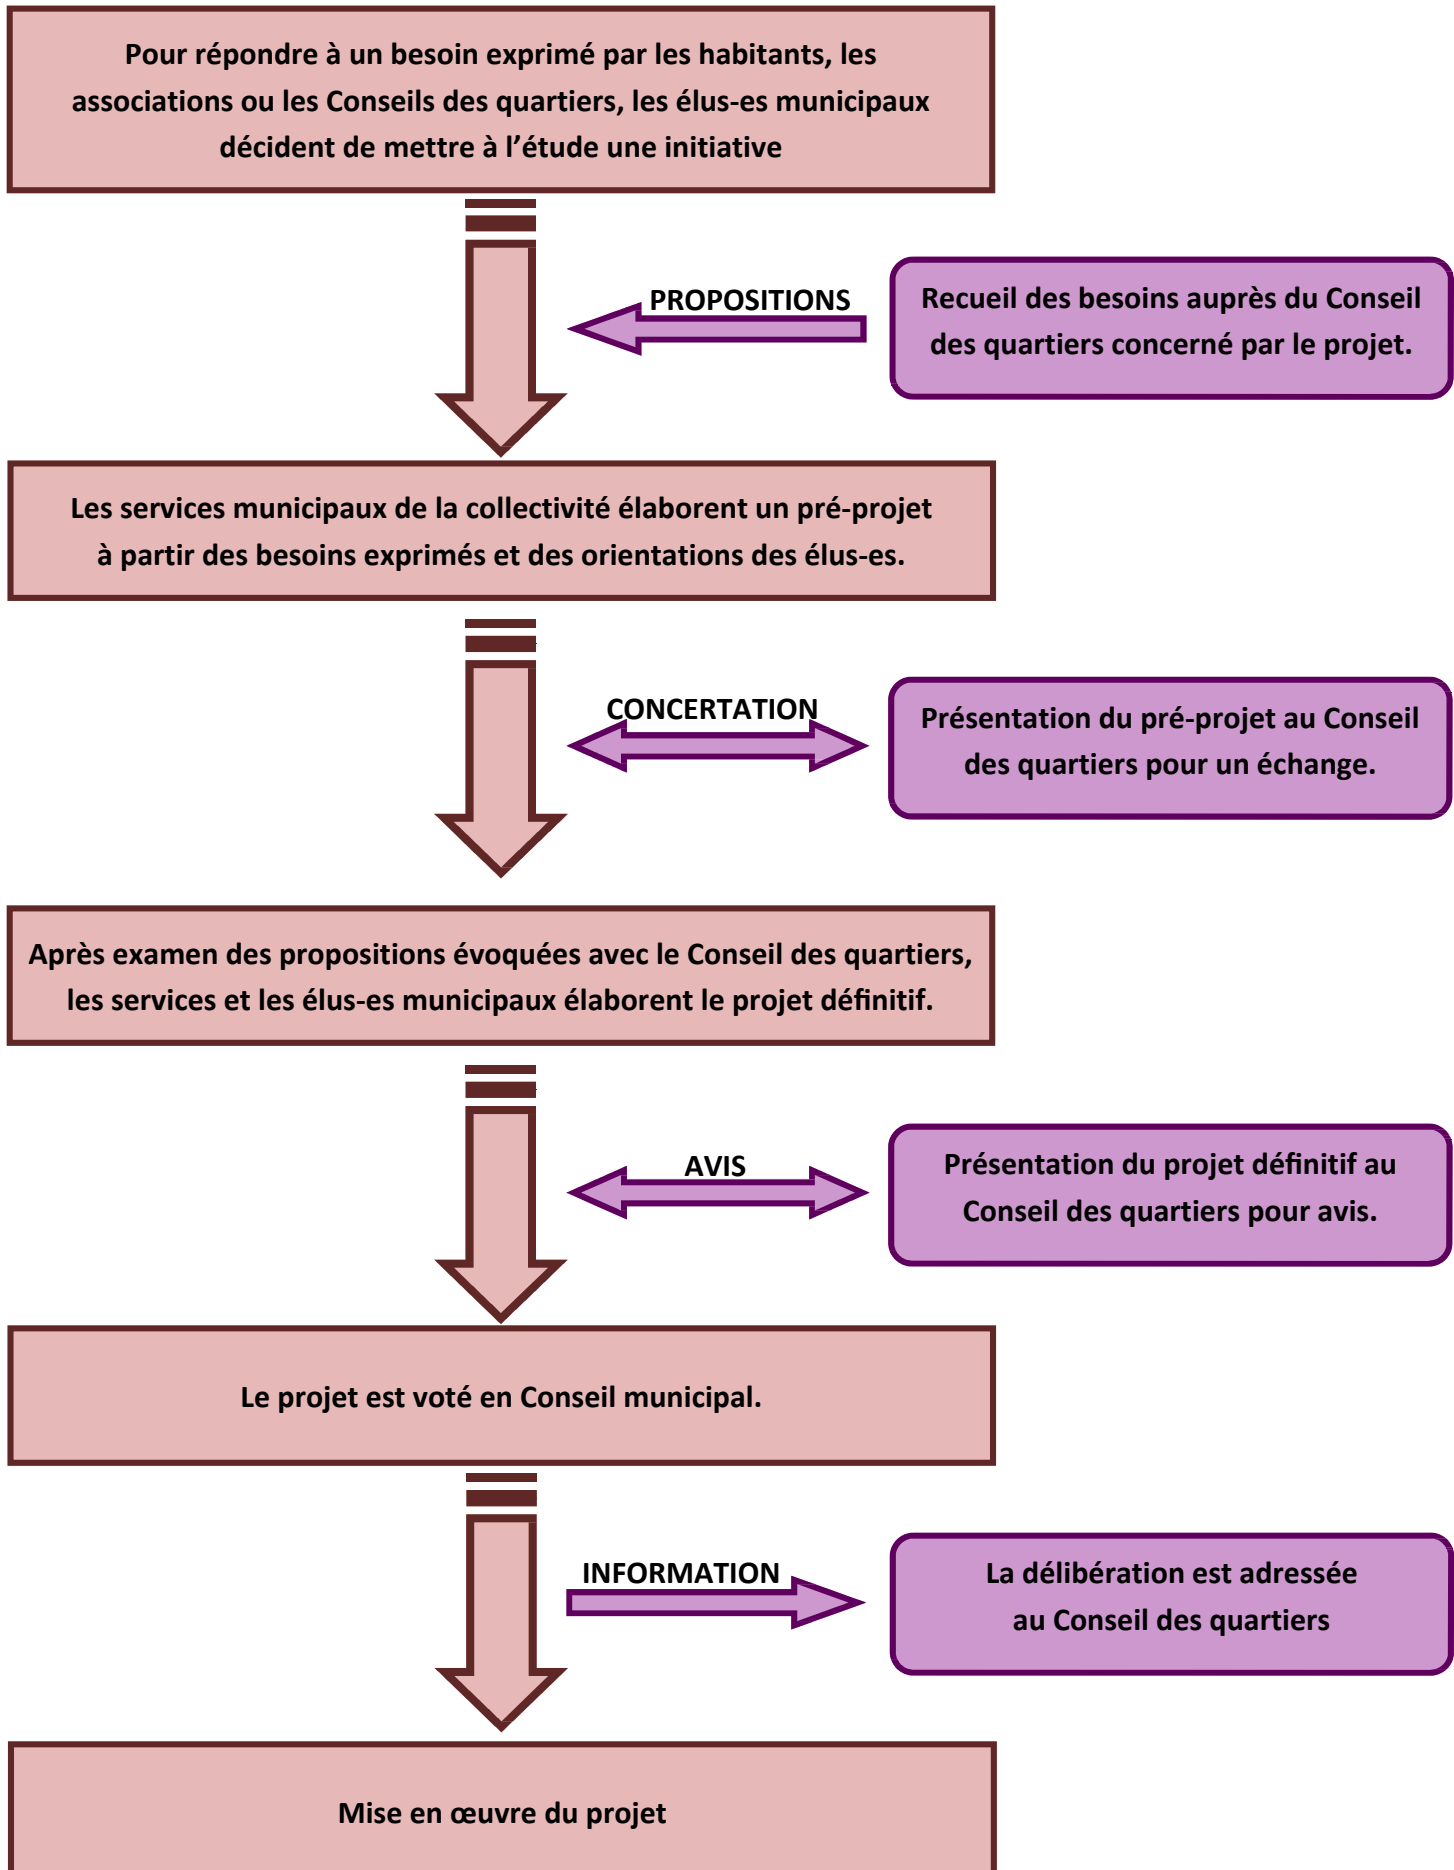 Pour répondre à un besoin exprimé par les habitants, les
associations ou les Conseils des quartiers, les élus-es municipaux
décident de mettre à l’étude une initiative
PROPOSITIONS
Recueil des besoins auprès du Conseil
des quartiers concerné par le projet.
Les services municipaux de la collectivité élaborent un pré-projet
à partir des besoins exprimés et des orientations des élus-es.
CONCERTATION
Présentation du pré-projet au Conseil
des quartiers pour un échange.
Après examen des propositions évoquées avec le Conseil des quartiers,
les services et les élus-es municipaux élaborent le projet définitif.
AVIS
Présentation du projet définitif au
Conseil des quartiers pour avis.
Le projet est voté en Conseil municipal.
INFORMATION
La délibération est adressée
au Conseil des quartiers
Mise en œuvre du projet